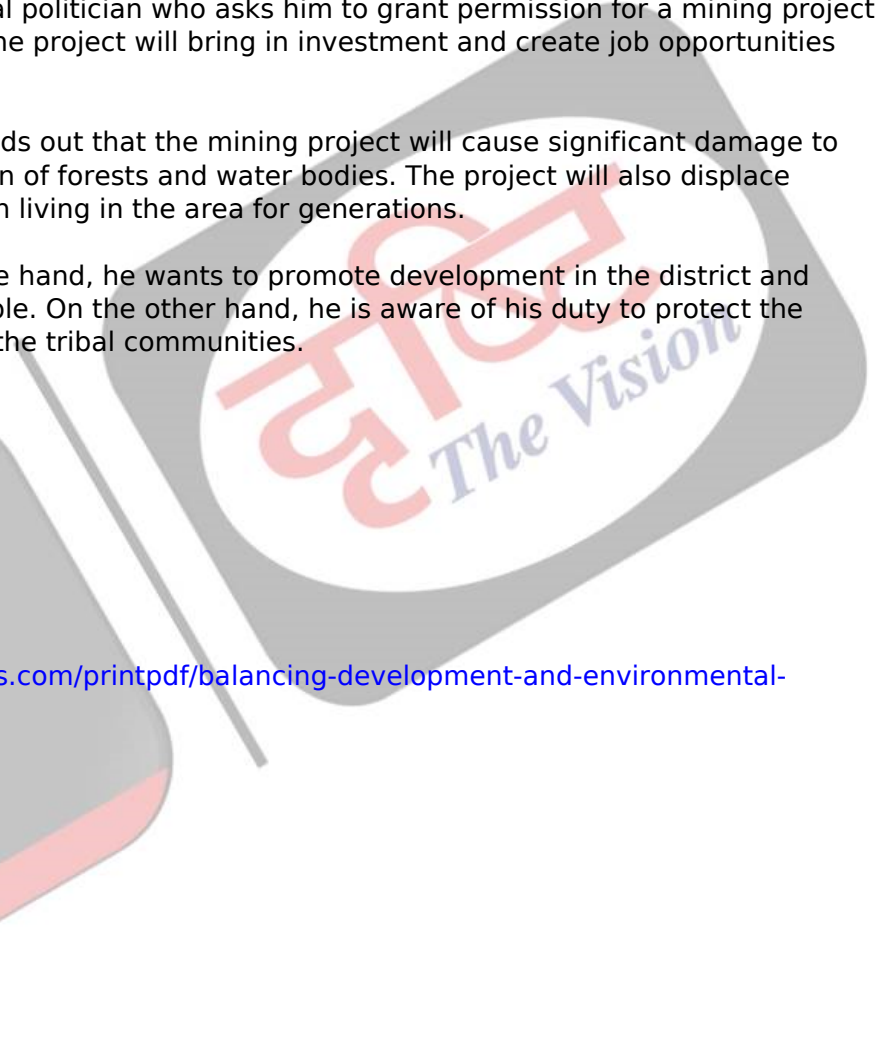 al politician who asks him to grant permission for a mining project
he project will bring in investment and create job opportunities
ds out that the mining project will cause significant damage to
n of forests and water bodies. The project will also displace
n living in the area for generations.
e hand, he wants to promote development in the district and
ple. On the other hand, he is aware of his duty to protect the
the tribal communities.
दृष्टि
The Vision
s.com/printpdf/balancing-development-and-environmental-